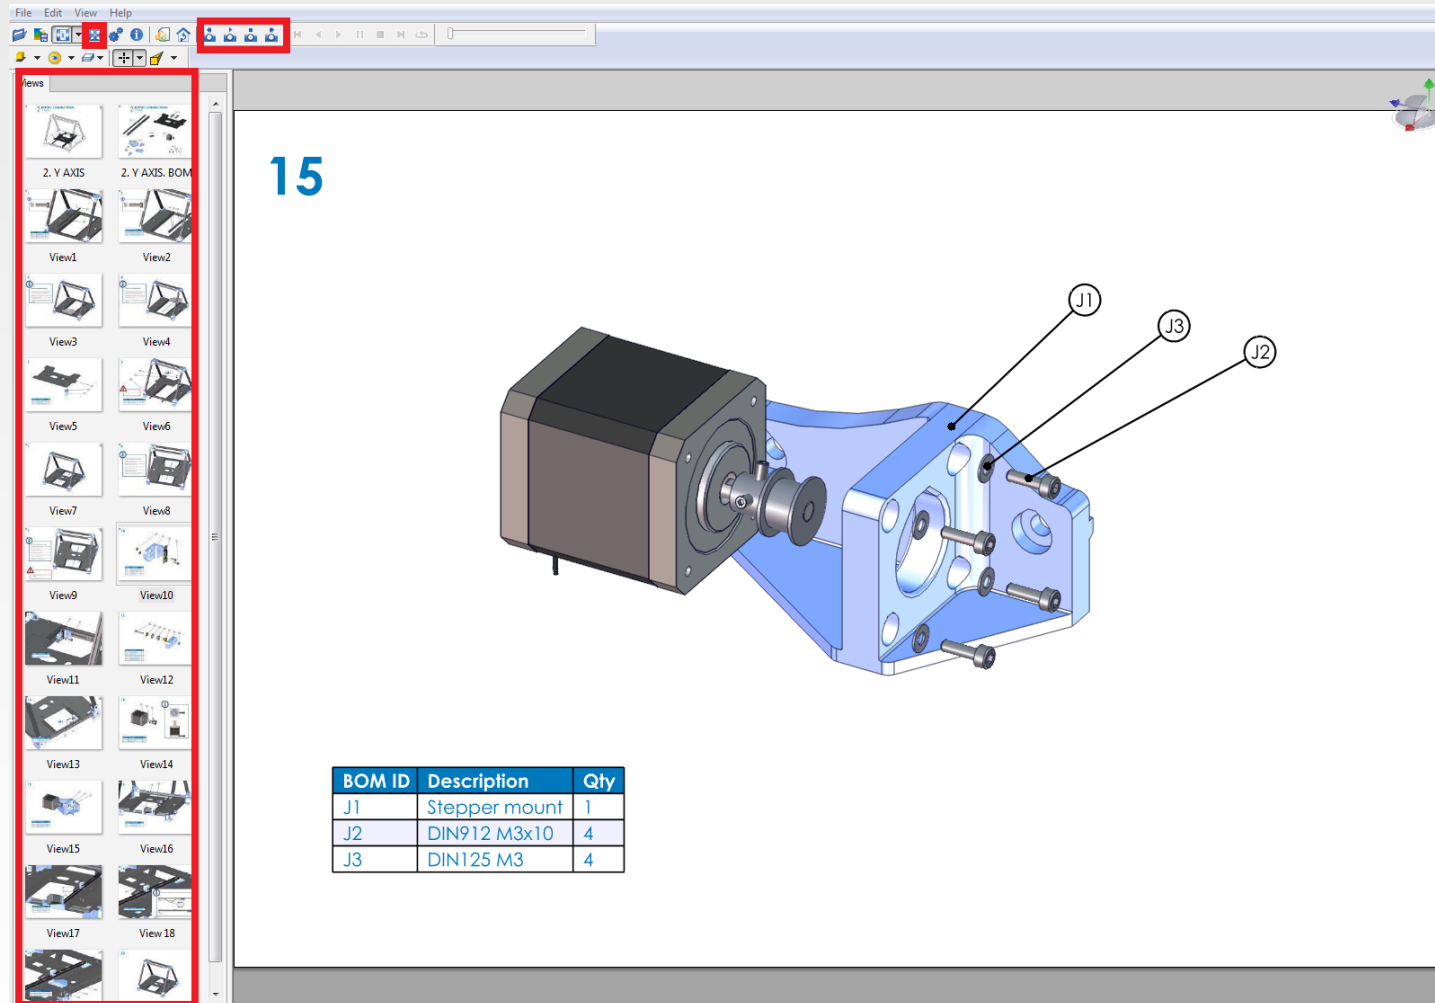 File Edit View Help
Views
2. Y AXIS 2. Y AXIS. BOM
View1 View2
View3 View4
View5 View6
View7 View8
View9 View10
View11 View12
View13 View14
View15 View16
View17 View 18
15
J1
J3
J2
BOM ID Description Qty
J1 Stepper mount 1
J2 DIN912 M3x10 4
J3 DIN125 M3 4